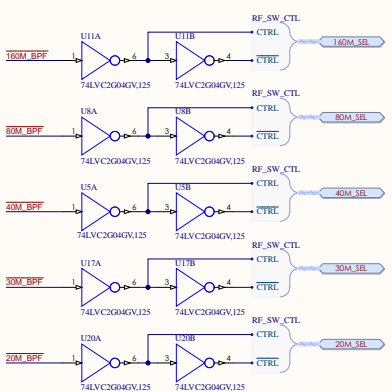 RF_SW_CTL
U11A U11B
CTRL
160M_BPF 1 6 3 4 CTRL 160M_SEL
74LVC2G04GV,125 74LVC2G04GV,125
RF_SW_CTL
U8A U8B
CTRL
80M_BPF 1 6 3 4 CTRL 80M_SEL
74LVC2G04GV,125 74LVC2G04GV,125
RF_SW_CTL
U5A U5B
CTRL
40M_BPF 1 6 3 4 CTRL 40M_SEL
74LVC2G04GV,125 74LVC2G04GV,125
RF_SW_CTL
U17A U17B
CTRL
30M_BPF 1 6 3 4 CTRL 30M_SEL
74LVC2G04GV,125 74LVC2G04GV,125
RF_SW_CTL
U20A U20B
CTRL
20M_BPF 1 6 3 4 CTRL 20M_SEL
74LVC2G04GV,125 74LVC2G04GV,125